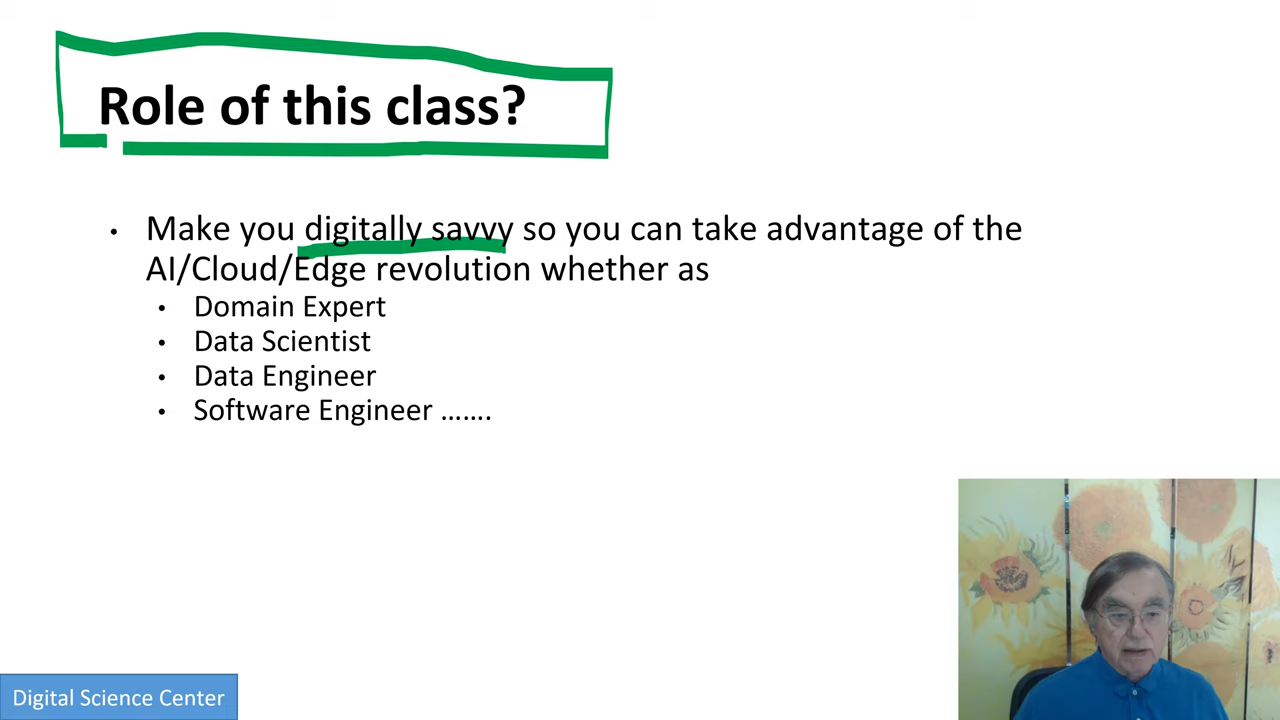 Role of this class?
• Make you digitally savvy so you can take advantage of the
AI/Cloud/Edge revolution whether as
• Domain Expert
• Data Scientist
• Data Engineer
• Software Engineer …….
Digital Science Center